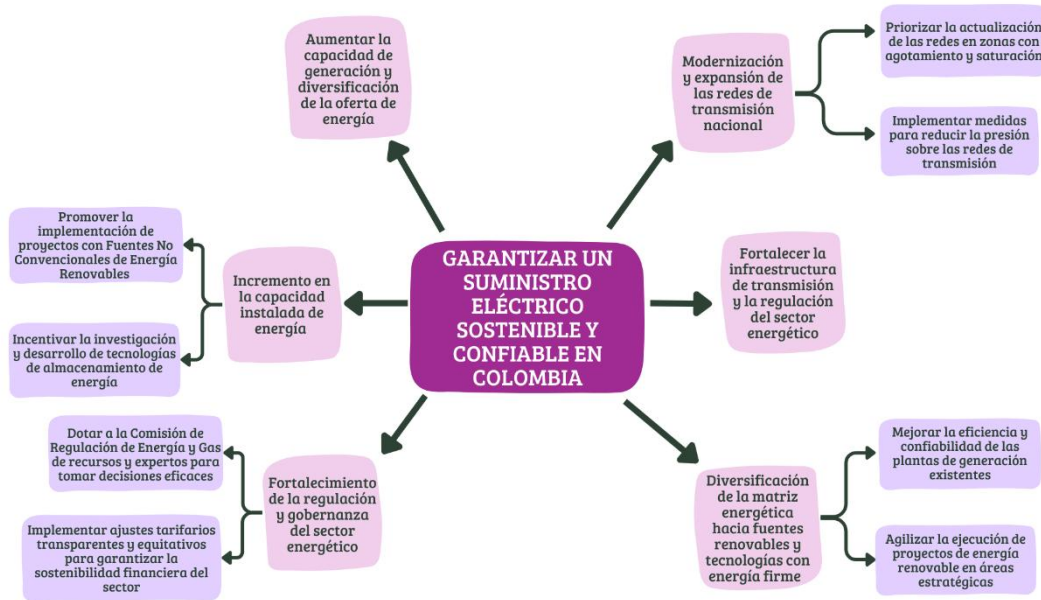 Aumentar la
capacidad de
generación y
diversificación
de la oferta de
energía
Modernización
y expansión de
las redes de
transmisión
nacional
Priorizar la actualización
de las redes en zonas con
agotamiento y saturación
Implementar medidas
para reducir la presión
sobre las redes de
transmisión
Promover la
implementación de
proyectos con Fuentes No
Convencionales de Energía
Renovables
Incentivar la investigación
y desarrollo de tecnologías
de almacenamiento de
energía
Incremento en
la capacidad
instalada de
energía
GARANTIZAR UN
SUMINISTRO
ELÉCTRICO
SOSTENIBLE Y
CONFIABLE EN
COLOMBIA
Fortalecer la
infraestructura
de transmisión
y la regulación
del sector
energético
Dotar a la Comisión de
Regulación de Energía y Gas
de recursos y expertos para
tomar decisiones eficaces
Implementar ajustes tarifarios
transparentes y equitativos
para garantizar la
sostenibilidad financiera del
sector
Fortalecimiento
de la regulación
y gobernanza
del sector
energético
Diversificación
de la matriz
energética
hacia fuentes
renovables y
tecnologías con
energía firme
Mejorar la eficiencia y
confiabilidad de las
plantas de generación
existentes
Agilizar la ejecución de
proyectos de energía
renovable en áreas
estratégicas